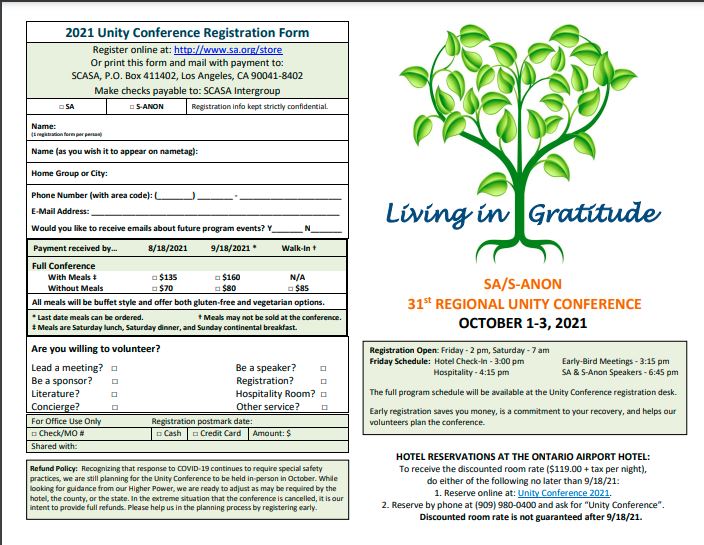 2021 Unity Conference Registration Form
Register online at: http://www.sa.org/store
Or print this form and mail with payment to:
SCASA, P.O. Box 411402, Los Angeles, CA 90041-8402
Make checks payable to: SCASA Intergroup
□ SA □ S-ANON Registration info kept strictly confidential.
Name:
(1 registration form per person)
Name (as you wish it to appear on nametag):
Home Group or City:
Phone Number (with area code): (_______) ________ - ______________________
E-Mail Address: ______________________________________________________
Would you like to receive emails about future program events? Y_______ N_______
Payment received by… 8/18/2021 9/18/2021 * Walk-In †
Full Conference
With Meals ‡ □ $135 □ $160 N/A
Without Meals □ $70 □ $80 □ $85
All meals will be buffet style and offer both gluten-free and vegetarian options.
* Last date meals can be ordered. † Meals may not be sold at the conference.
‡ Meals are Saturday lunch, Saturday dinner, and Sunday continental breakfast.
Are you willing to volunteer?
Lead a meeting? □ Be a speaker? □
Be a sponsor? □ Registration? □
Literature? □ Hospitality Room? □
Concierge? □ Other service? □
For Office Use Only Registration postmark date:
□ Check/MO # □ Cash □ Credit Card Amount: $
Shared with:
Refund Policy: Recognizing that response to COVID-19 continues to require special safety
practices, we are still planning for the Unity Conference to be held in-person in October. While
looking for guidance from our Higher Power, we are ready to adjust as may be required by the
hotel, the county, or the state. In the extreme situation that the conference is cancelled, it is our
intent to provide full refunds. Please help us in the planning process by registering early.
Living in Gratitude
SA/S-ANON
31st REGIONAL UNITY CONFERENCE
OCTOBER 1-3, 2021
Registration Open: Friday - 2 pm, Saturday - 7 am
Friday Schedule: Hotel Check-In - 3:00 pm Early-Bird Meetings - 3:15 pm
Hospitality - 4:15 pm SA & S-Anon Speakers - 6:45 pm
The full program schedule will be available at the Unity Conference registration desk.
Early registration saves you money, is a commitment to your recovery, and helps our
volunteers plan the conference.
HOTEL RESERVATIONS AT THE ONTARIO AIRPORT HOTEL:
To receive the discounted room rate ($119.00 + tax per night),
do either of the following no later than 9/18/21:
1. Reserve online at: Unity Conference 2021.
2. Reserve by phone at (909) 980-0400 and ask for “Unity Conference”.
Discounted room rate is not guaranteed after 9/18/21.